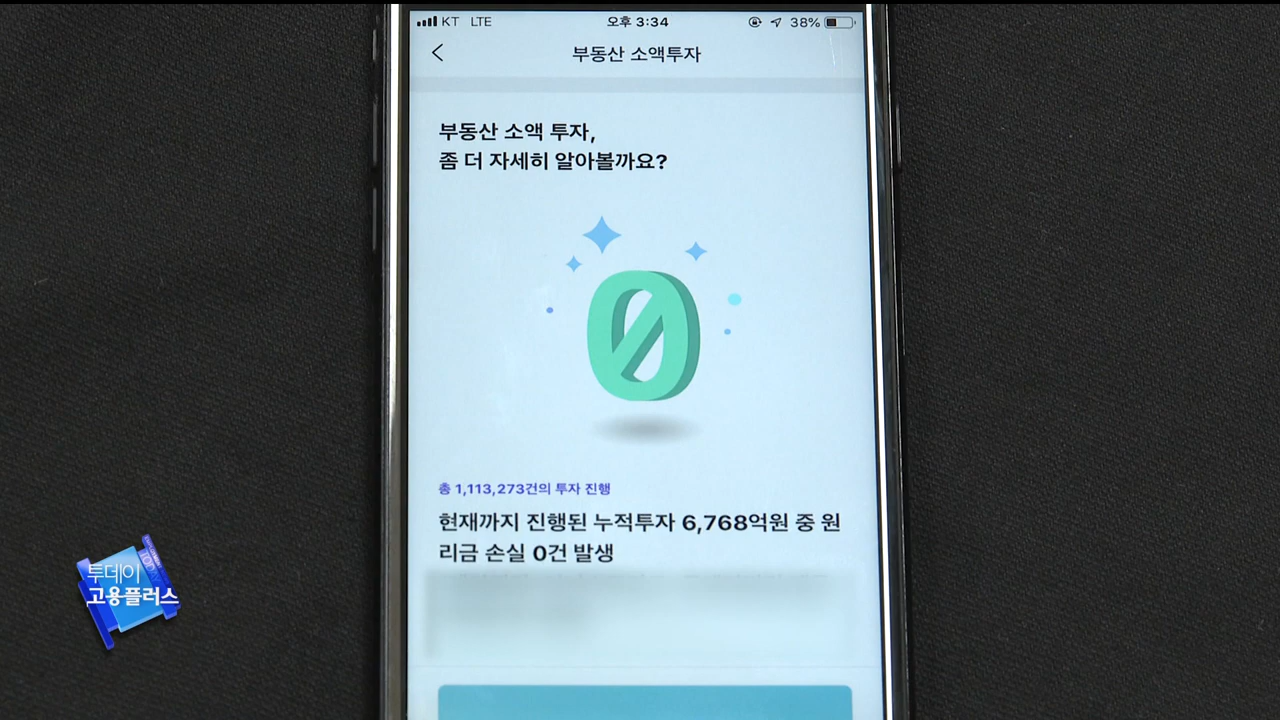 KT LTE 오후 3:34 38%
부동산 소액투자
부동산 소액 투자,
좀 더 자세히 알아볼까요?
0
총 1,113,273건의 투자 진행
현재까지 진행된 누적투자 6,768억원 중 원
리금 손실 0건 발생
투데이
고용플러스